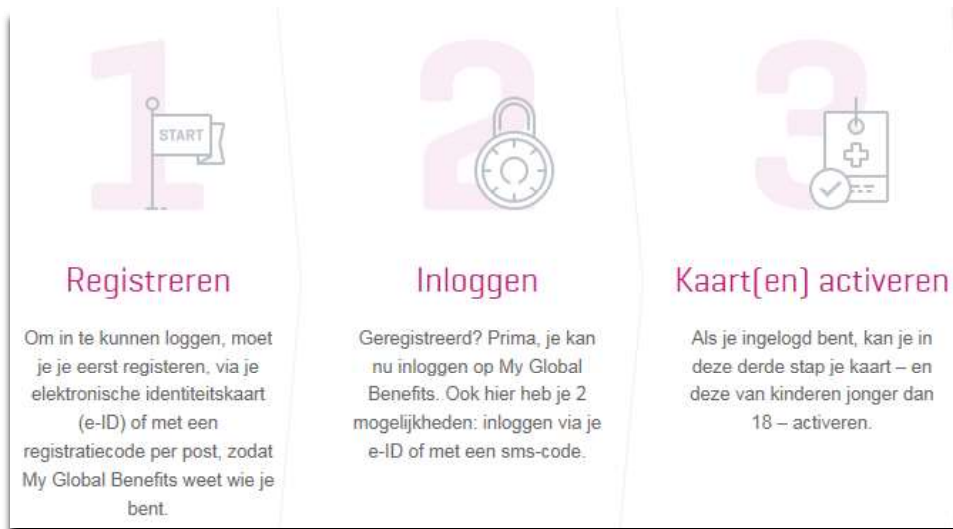 1
START
Registreren
Om in te kunnen loggen, moet
je je eerst registeren, via je
elektronische identiteitskaart
(e-ID) of met een
registratiecode per post, zodat
My Global Benefits weet wie je
bent.
2
Inloggen
Geregistreerd? Prima, je kan
nu inloggen op My Global
Benefits. Ook hier heb je 2
mogelijkheden: inloggen via je
e-ID of met een sms-code.
3
Kaart(en) activeren
Als je ingelogd bent, kan je in
deze derde stap je kaart – en
deze van kinderen jonger dan
18 – activeren.